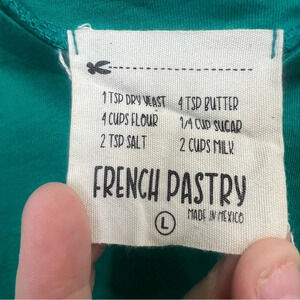 1 TSP DRY YEAST 4 TSP BUTTER
4 CUPS FLOUR 1/4 CUP SUGAR
2 TSP SALT 2 CUPS MILK
FRENCH PASTRY
L MADE IN MEXICO